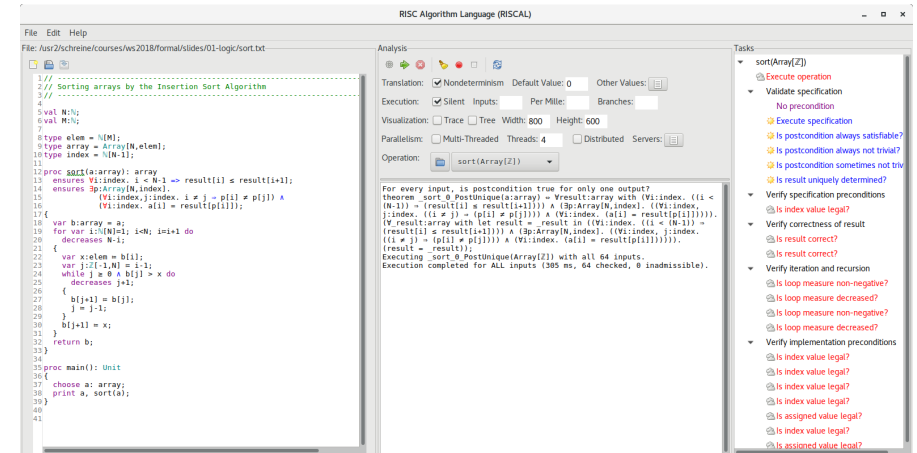 RISC Algorithm Language (RISCAL)
File Edit Help
File: /usr2/schreine/courses/ws2018/formal/slides/01-logic/sort.txt
1 // ----------------------------------------------------------------
2 // Sorting arrays by the Insertion Sort Algorithm
3 // ----------------------------------------------------------------
4
5 val N:ℕ;
6 val M:ℕ;
7
8 type elem = ℕ[M];
9 type array = Array[N,elem];
10 type index = ℕ[N-1];
11
12 proc sort(a:array): array
13 ensures ∀i:index. i < N-1 => result[i] ≤ result[i+1];
14 ensures ∃p:Array[N,index].
15 (∀i:index,j:index. i ≠ j ⇒ p[i] ≠ p[j]) ∧
16 (∀i:index. a[i] = result[p[i]]);
17 {
18 var b:array = a;
19 for var i:ℕ[N]=1; i<N; i=i+1 do
20 decreases N-i;
21 {
22 var x:elem = b[i];
23 var j:ℤ[-1,N] = i-1;
24 while j ≥ 0 ∧ b[j] > x do
25 decreases j+1;
26 {
27 b[j+1] = b[j];
28 j = j-1;
29 }
30 b[j+1] = x;
31 }
32 return b;
33 }
34
35 proc main(): Unit
36 {
37 choose a: array;
38 print a, sort(a);
39 }
40
41
Analysis
Translation: Nondeterminism Default Value: 0 Other Values:
Execution: Silent Inputs: Per Mille: Branches:
Visualization: Trace Tree Width: 800 Height: 600
Parallelism: Multi-Threaded Threads: 4 Distributed Servers:
Operation: sort(Array[ℤ])
For every input, is postcondition true for only one output?
theorem _sort_0_PostUnique(a:array) ⇔ ∀result:array with (∀i:index. ((i <
(N-1)) ⇒ (result[i] ≤ result[i+1]))) ∧ (∃p:Array[N,index]. ((∀i:index,
j:index. ((i ≠ j) ⇒ (p[i] ≠ p[j]))) ∧ (∀i:index. (a[i] = result[p[i]])))).
(∀_result:array with let result = _result in ((∀i:index. ((i < (N-1)) ⇒
(result[i] ≤ result[i+1]))) ∧ (∃p:Array[N,index]. ((∀i:index, j:index.
((i ≠ j) ⇒ (p[i] ≠ p[j]))) ∧ (∀i:index. (a[i] = result[p[i]]))))).
(result = _result));
Executing _sort_0_PostUnique(Array[ℤ]) with all 64 inputs.
Execution completed for ALL inputs (305 ms, 64 checked, 0 inadmissible).
Tasks
sort(Array[ℤ])
Execute operation
Validate specification
No precondition
Execute specification
Is postcondition always satisfiable?
Is postcondition always not trivial?
Is postcondition sometimes not triv
Is result uniquely determined?
Verify specification preconditions
Is index value legal?
Verify correctness of result
Is result correct?
Is result correct?
Verify iteration and recursion
Is loop measure non-negative?
Is loop measure decreased?
Is loop measure non-negative?
Is loop measure decreased?
Verify implementation preconditions
Is index value legal?
Is index value legal?
Is index value legal?
Is index value legal?
Is assigned value legal?
Is index value legal?
Is assigned value legal?